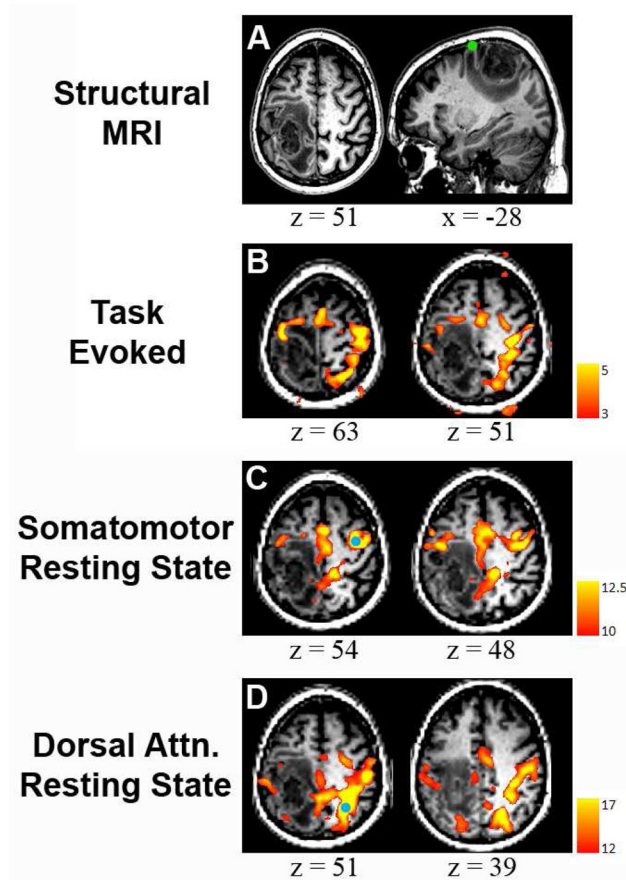 A
Structural
MRI
z = 51
x = -28
B
Task
Evoked
5
3
z = 63
z = 51
C
Somatomotor
Resting State
12.5
10
z = 54
z = 48
D
Dorsal Attn.
Resting State
17
12
z = 51
z = 39